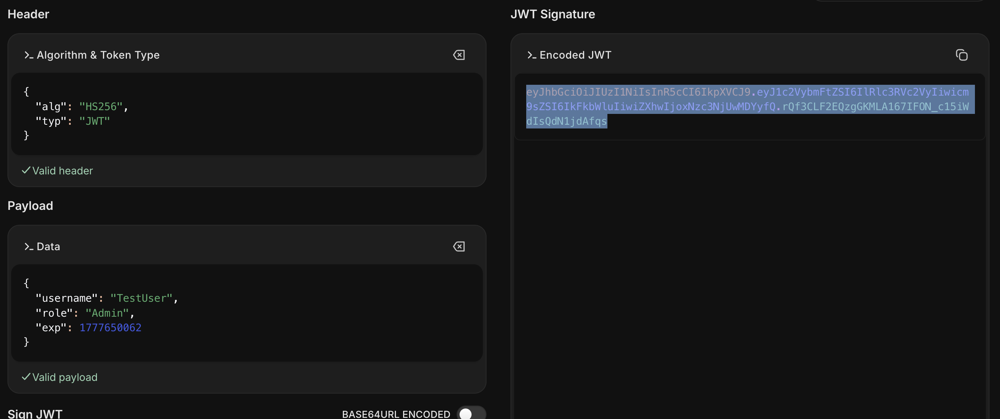 Header
Algorithm & Token Type
{
"alg": "HS256",
"typ": "JWT"
}
Valid header
Payload
Data
{
"username": "TestUser",
"role": "Admin",
"exp": 1777650062
}
Valid payload
Sign JWT
BASE64URL ENCODED
JWT Signature
Encoded JWT
eyJhbGciOiJIUzI1NiIsInR5cCI6IkpXVCJ9.eyJ1c2VybmFtZSI6IlRlc3RVc2VyIiwicm
9sZSI6IkFkbWluIiwiZXhwIjoxNzc3NjUwMDYyfQ.rQf3CLF2EQzgGKMLA167IFON_c15iW
dIsQdN1jdAfqs